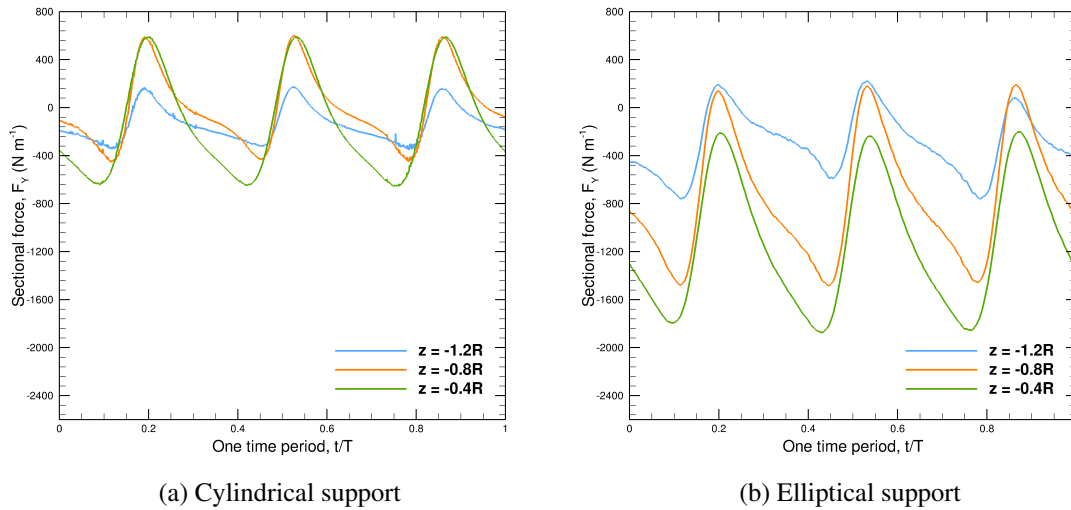 800
400
0
-400
-800
-1200
-1600
-2000
-2400
Sectional force, F_Y (N m⁻¹)
0
0.2
0.4
0.6
0.8
1
One time period, t/T
z = -1.2R
z = -0.8R
z = -0.4R
(a) Cylindrical support
800
400
0
-400
-800
-1200
-1600
-2000
-2400
Sectional force, F_Y (N m⁻¹)
0
0.2
0.4
0.6
0.8
One time period, t/T
z = -1.2R
z = -0.8R
z = -0.4R
(b) Elliptical support